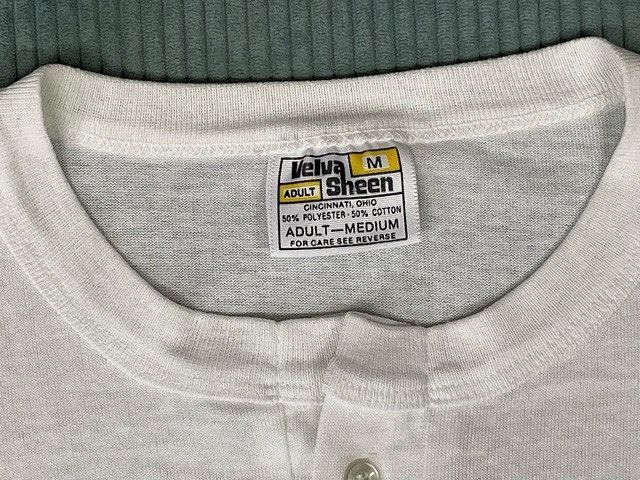 Velva M
ADULT Sheen
CINCINNATI, OHIO
50% POLYESTER - 50% COTTON
ADULT—MEDIUM
FOR CARE SEE REVERSE